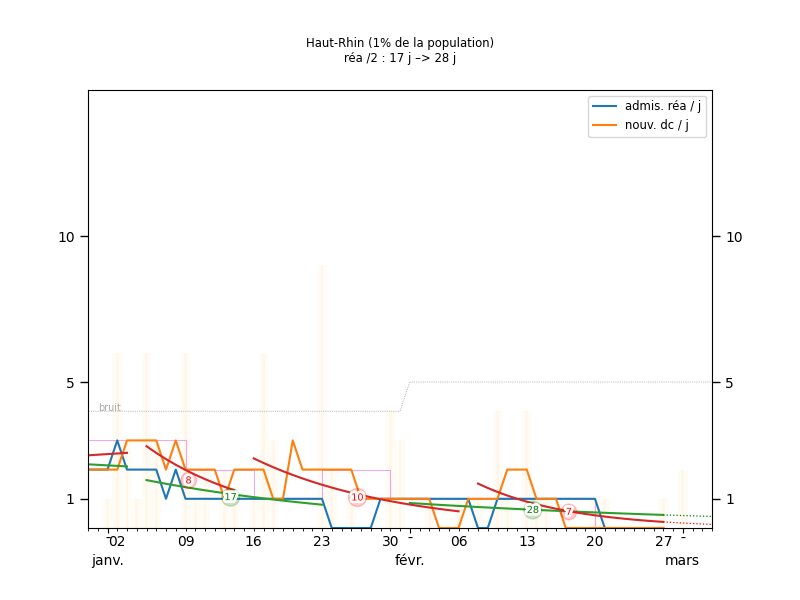 Haut-Rhin (1% de la population)
réa /2 : 17 j –> 28 j
admis. réa / j
nouv. dc / j
10 10
5 5
bruit
8
17
10
28
7
1 1
02 09 16 23 30 06 13 20 27
janv. févr. mars